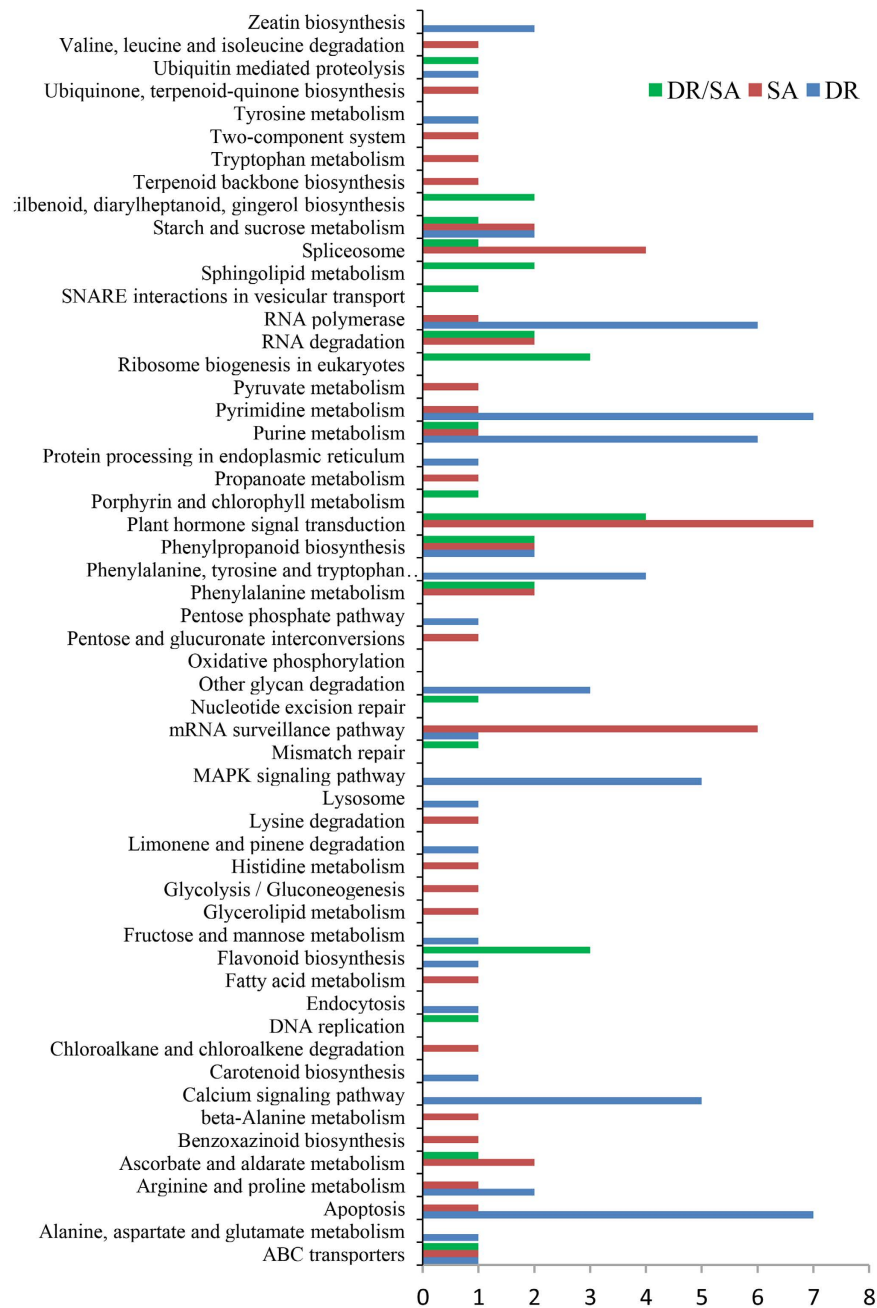 Zeatin biosynthesis
Valine, leucine and isoleucine degradation
Ubiquitin mediated proteolysis
Ubiquinone, terpenoid-quinone biosynthesis
DR/SA SA DR
Tyrosine metabolism
Two-component system
Tryptophan metabolism
Terpenoid backbone biosynthesis
tilbenoid, diarylheptanoid, gingerol biosynthesis
Starch and sucrose metabolism
Spliceosome
Sphingolipid metabolism
SNARE interactions in vesicular transport
RNA polymerase
RNA degradation
Ribosome biogenesis in eukaryotes
Pyruvate metabolism
Pyrimidine metabolism
Purine metabolism
Protein processing in endoplasmic reticulum
Propanoate metabolism
Porphyrin and chlorophyll metabolism
Plant hormone signal transduction
Phenylpropanoid biosynthesis
Phenylalanine, tyrosine and tryptophan…
Phenylalanine metabolism
Pentose phosphate pathway
Pentose and glucuronate interconversions
Oxidative phosphorylation
Other glycan degradation
Nucleotide excision repair
mRNA surveillance pathway
Mismatch repair
MAPK signaling pathway
Lysosome
Lysine degradation
Limonene and pinene degradation
Histidine metabolism
Glycolysis / Gluconeogenesis
Glycerolipid metabolism
Fructose and mannose metabolism
Flavonoid biosynthesis
Fatty acid metabolism
Endocytosis
DNA replication
Chloroalkane and chloroalkene degradation
Carotenoid biosynthesis
Calcium signaling pathway
beta-Alanine metabolism
Benzoxazinoid biosynthesis
Ascorbate and aldarate metabolism
Arginine and proline metabolism
Apoptosis
Alanine, aspartate and glutamate metabolism
ABC transporters
0 1 2 3 4 5 6 7 8